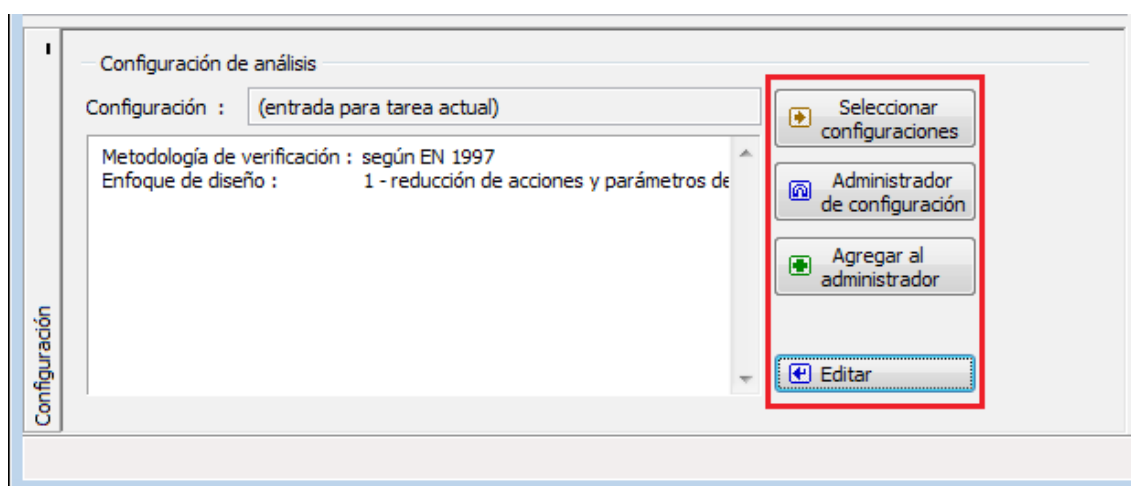 Configuración de análisis
Configuración :
(entrada para tarea actual)
Metodología de verificación : según EN 1997
Enfoque de diseño : 1 - reducción de acciones y parámetros de
Seleccionar
configuraciones
Administrador
de configuración
Agregar al
administrador
Editar
Configuración